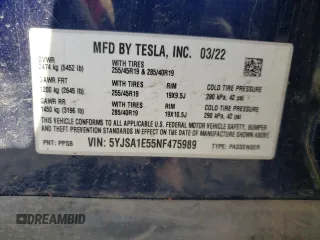 MFD BY TESLA, INC. 03/22
GVWR
2474 kg (5452 lb)
WITH TIRES
255/45R19 & 285/40R19
GAWR FRT
1200 kg (2645 lb)
WITH TIRES
255/45R19
RIM
19X9.5J
COLD TIRE PRESSURE
290 kPa, 42 psi
GAWR RR
1450 kg (3196 lb)
WITH TIRES
285/40R19
RIM
19X10.5J
COLD TIRE PRESSURE
290 kPa, 42 psi
THIS VEHICLE CONFORMS TO ALL APPLICABLE U.S. FEDERAL MOTOR VEHICLE SAFETY, BUMPER AND
THEFT PREVENTION STANDARDS IN EFFECT ON THE DATE OF MANUFACTURE SHOWN ABOVE.
PNT: PPSB
VIN: 5YJSA1E55NF475989
TYPE: PASSENGER
© DREAMBID
DREAMBID.COM